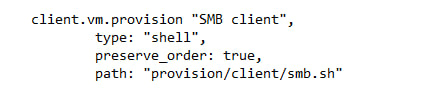 client.vm.provision "SMB client",
type: "shell",
preserve_order: true,
path: "provision/client/smb.sh"